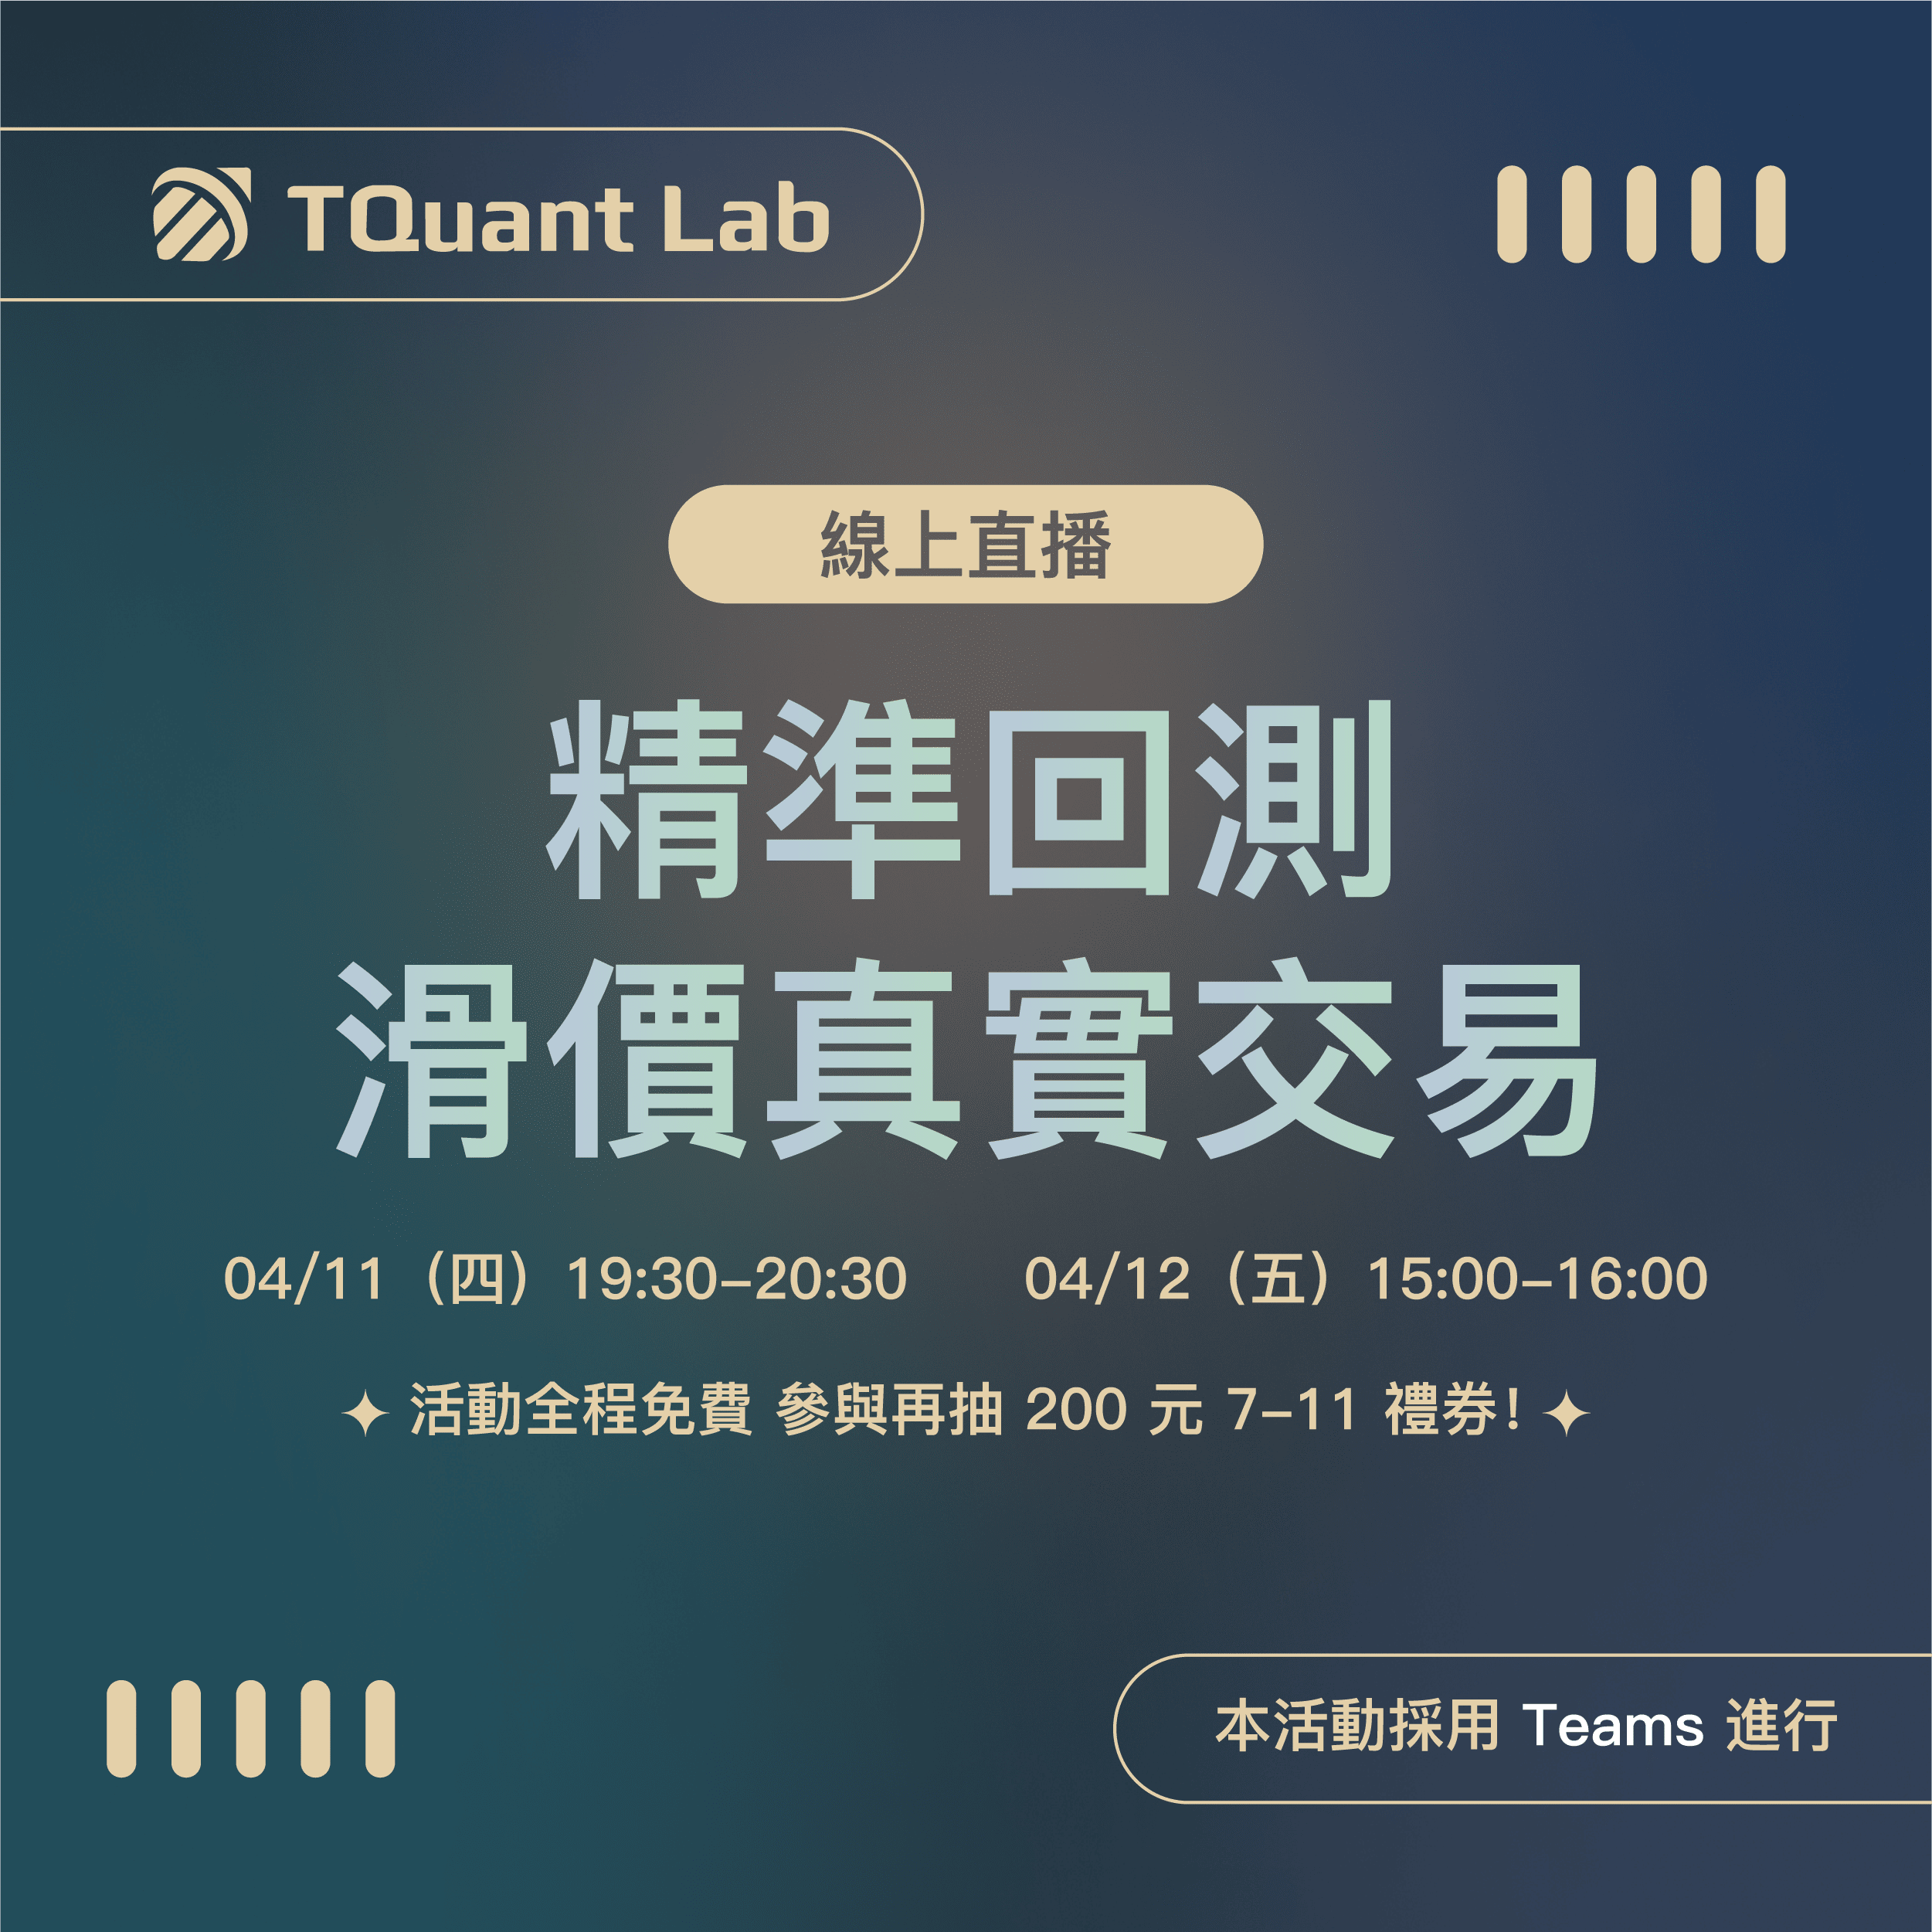 TQuant Lab
線上直播
精準回測
滑價真實交易
04/11（四）19:30–20:30　04/12（五）15:00–16:00
活動全程免費 參與再抽 200 元 7–11 禮券!
本活動採用 Teams 進行